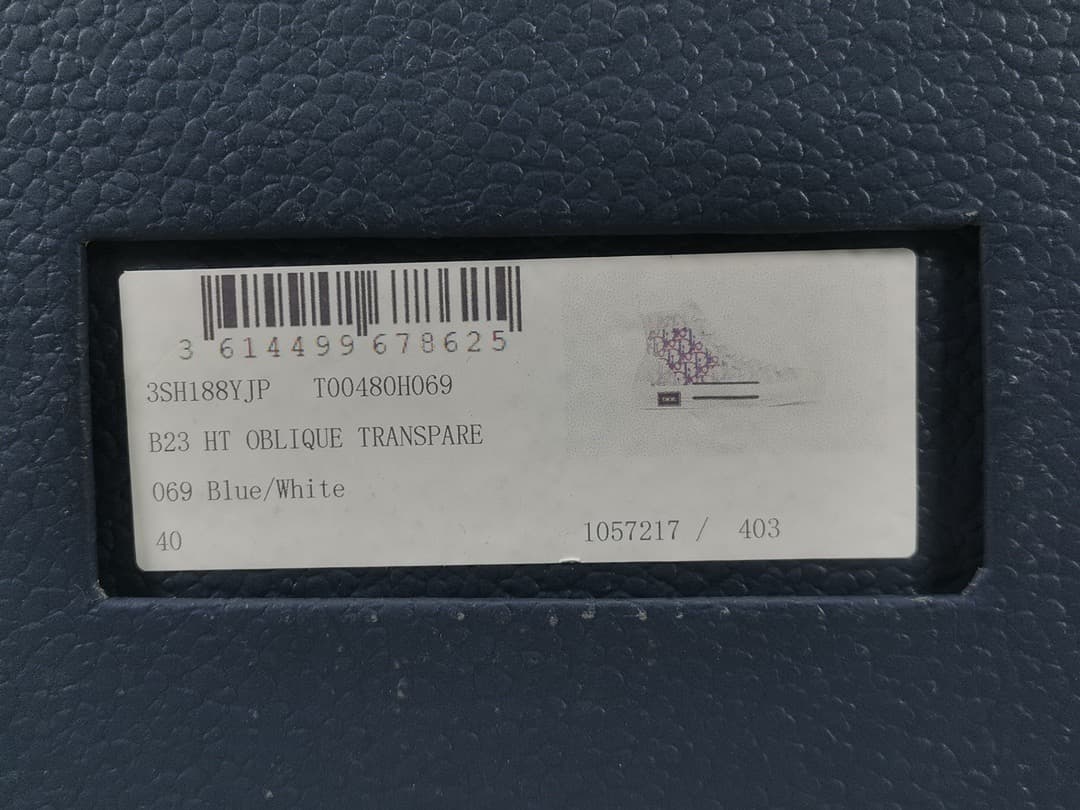 3 614499 678625
3SH188YJP T00480H069
B23 HT OBLIQUE TRANSPARE
069 Blue/White
40
1057217 / 403